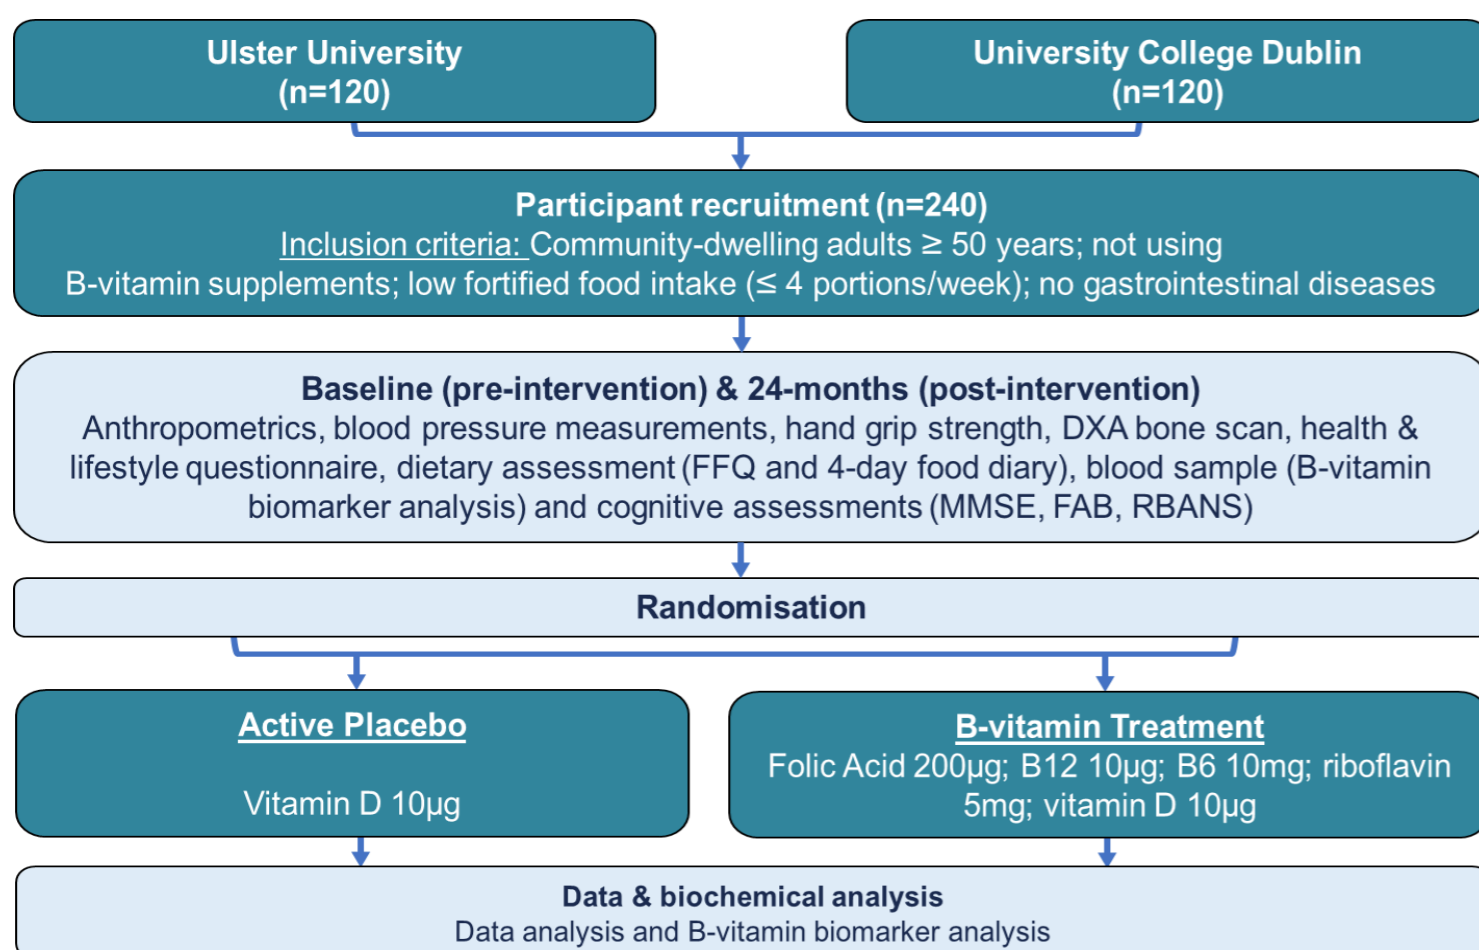 Ulster University
(n=120)
University College Dublin
(n=120)
Participant recruitment (n=240)
Inclusion criteria: Community-dwelling adults ≥ 50 years; not using
B-vitamin supplements; low fortified food intake (≤ 4 portions/week); no gastrointestinal diseases
Baseline (pre-intervention) & 24-months (post-intervention)
Anthropometrics, blood pressure measurements, hand grip strength, DXA bone scan, health &
lifestyle questionnaire, dietary assessment (FFQ and 4-day food diary), blood sample (B-vitamin
biomarker analysis) and cognitive assessments (MMSE, FAB, RBANS)
Randomisation
Active Placebo
Vitamin D 10µg
B-vitamin Treatment
Folic Acid 200µg; B12 10µg; B6 10mg; riboflavin
5mg; vitamin D 10µg
Data & biochemical analysis
Data analysis and B-vitamin biomarker analysis